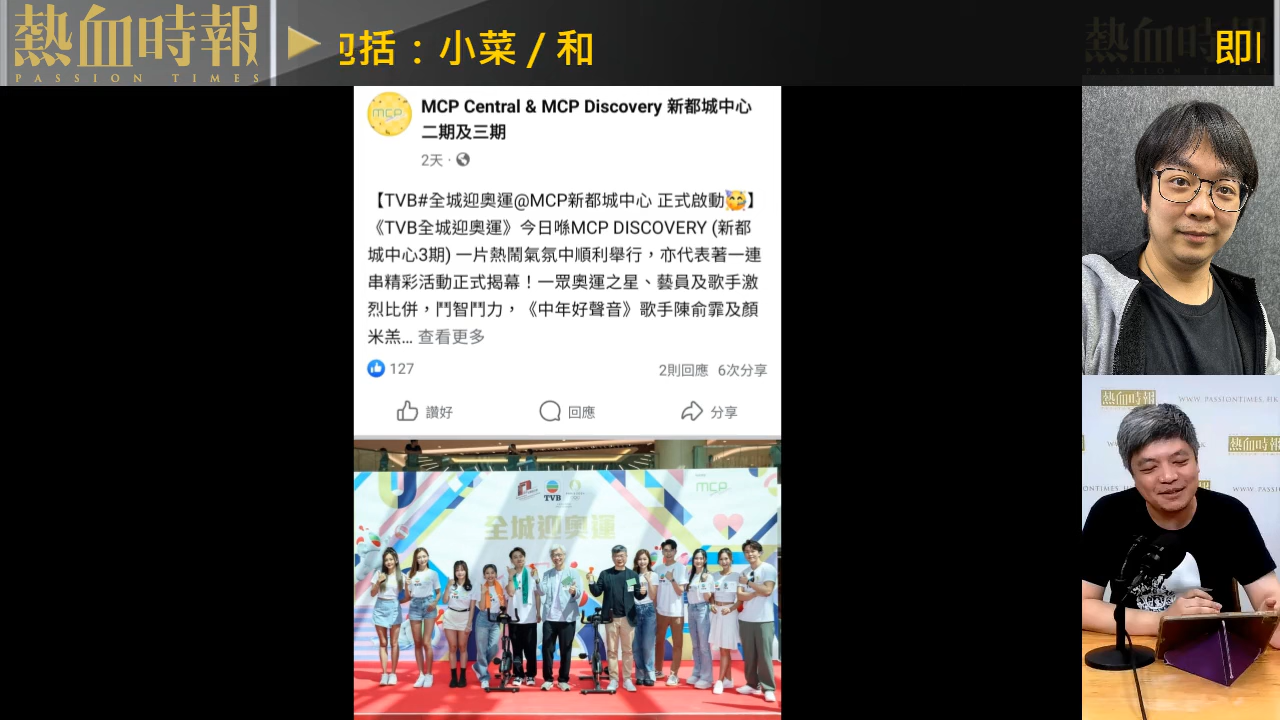 熱血時報
PASSION TIMES
包括：小菜 / 和
熱血時
即
MCP Central & MCP Discovery 新都城中心
二期及三期
2天
【TVB#全城迎奧運@MCP新都城中心 正式啟動🥳】
《TVB全城迎奧運》今日喺MCP DISCOVERY (新都
城中心3期) 一片熱鬧氣氛中順利舉行，亦代表著一連
串精彩活動正式揭幕！一眾奧運之星、藝員及歌手激
烈比併，鬥智鬥力，《中年好聲音》歌手陳俞霏及顏
米羔... 查看更多
127
2則回應 6次分享
讚好 回應 分享
TVB
mcp
全城迎奧運
熱血時報
WWW.PASSIONTIMES.HK
熱血時報